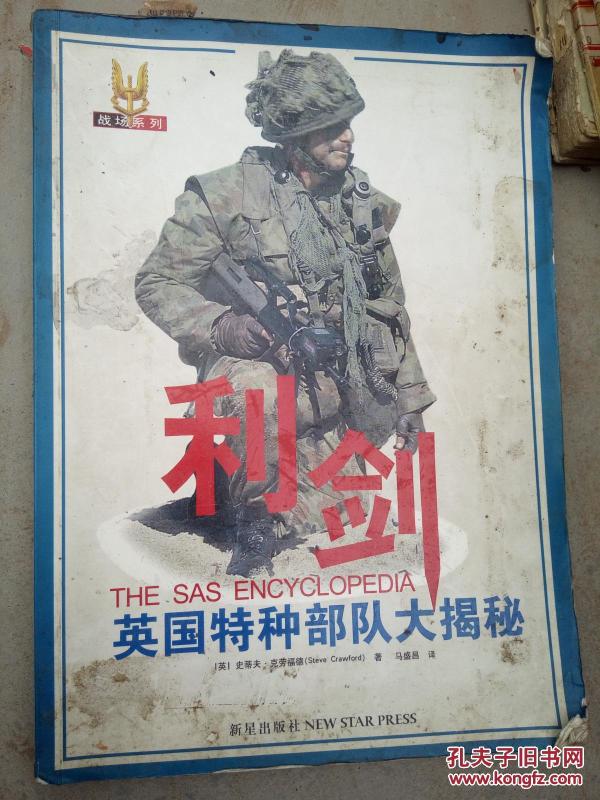 战场系列
利剑
THE SAS ENCYCLOPEDIA
英国特种部队大揭秘
[英] 史蒂夫·克劳福德(Steve Crawford) 著 马盛昌 译
新星出版社 NEW STAR PRESS
孔夫子旧书网
www.kongfz.com